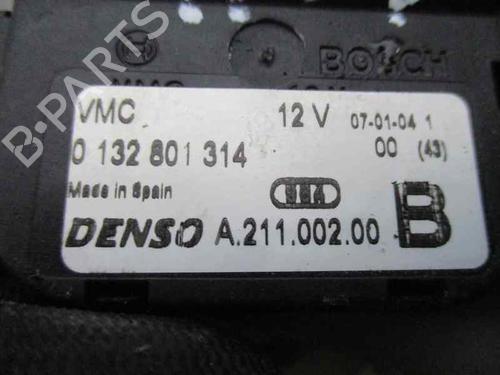 BOSCH
VMC 12 V 07-01-04 1
0 132 801 314 00 (43)
Made in Spain
DENSO A.211.002.00 B
B-PARTS